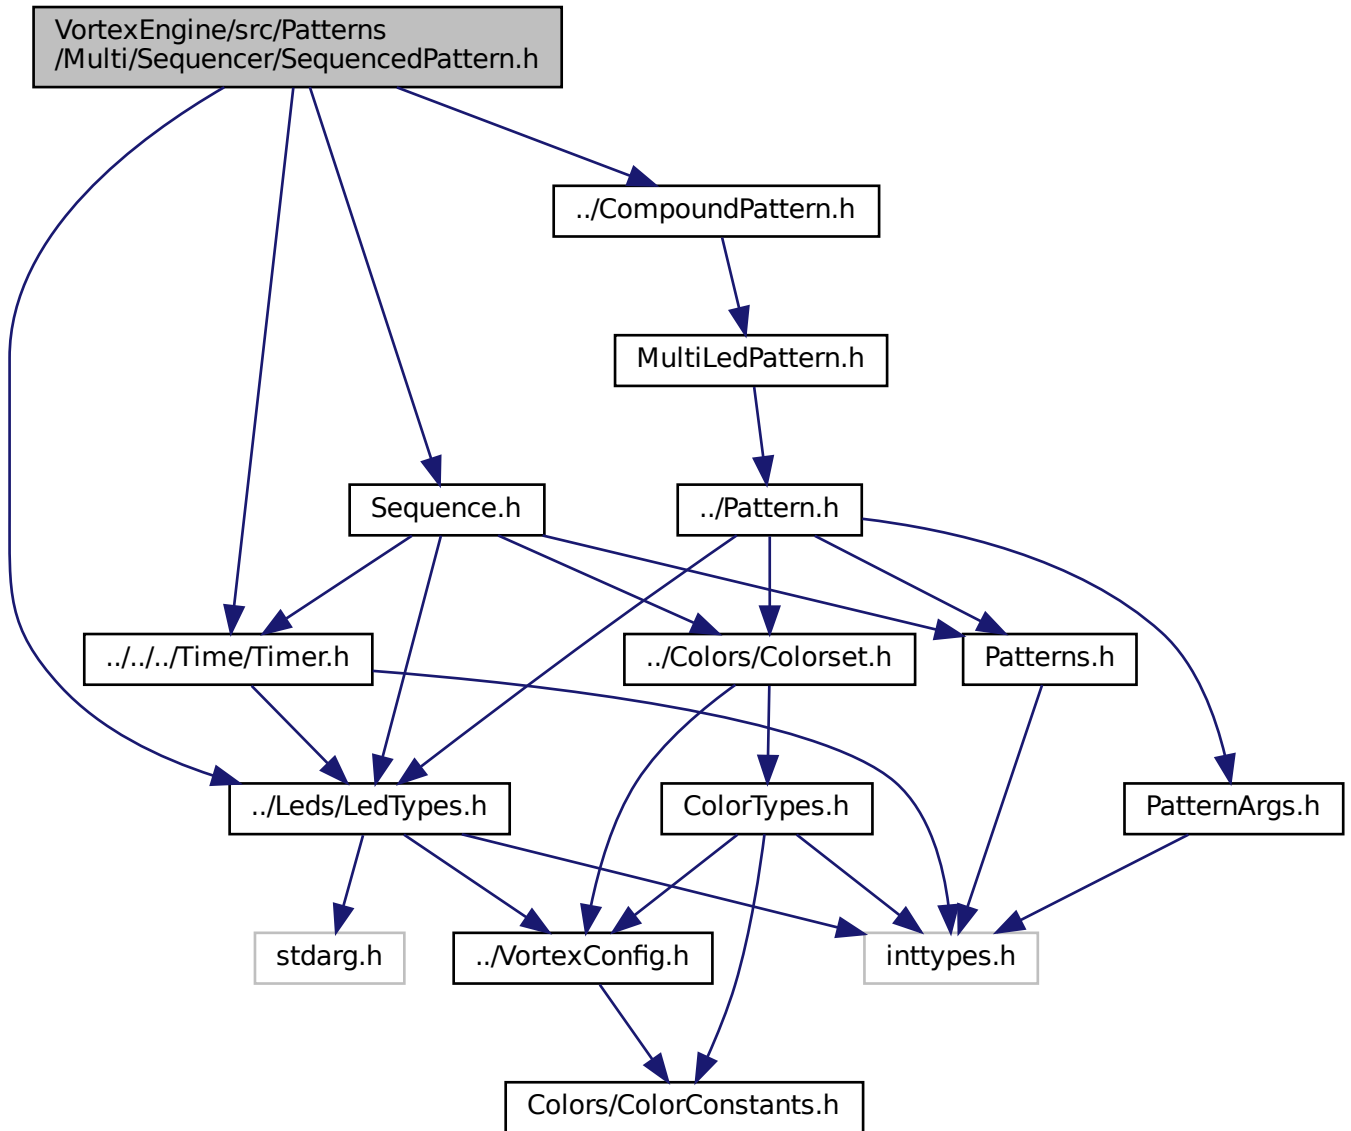 VortexEngine/src/Patterns
/Multi/Sequencer/SequencedPattern.h
../CompoundPattern.h
MultiLedPattern.h
Sequence.h
../Pattern.h
../../../Time/Timer.h
../Colors/Colorset.h
Patterns.h
../Leds/LedTypes.h
ColorTypes.h
PatternArgs.h
stdarg.h
../VortexConfig.h
inttypes.h
Colors/ColorConstants.h